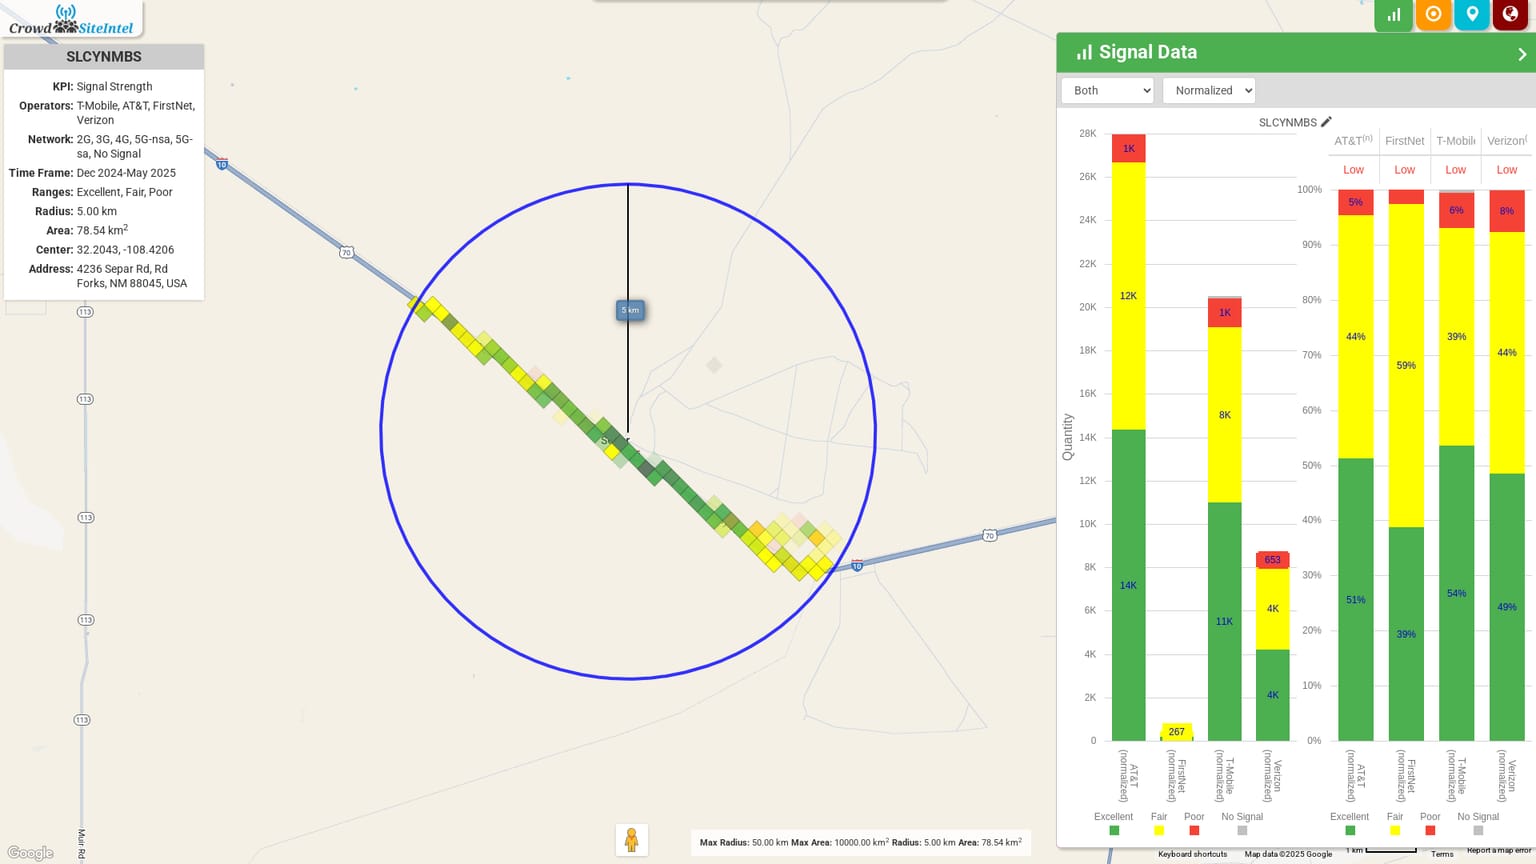 Crowd SiteIntel
SLCYNMBS
KPI: Signal Strength
Operators: T-Mobile, AT&T, FirstNet,
Verizon
Network: 2G, 3G, 4G, 5G-nsa, 5G-
sa, No Signal
Time Frame: Dec 2024-May 2025
Ranges: Excellent, Fair, Poor
Radius: 5.00 km
Area: 78.54 km2
Center: 32.2043, -108.4206
Address: 4236 Separ Rd, Rd
Forks, NM 88045, USA
10
70
113
113
113
113
113
Muir Rd
5 km
70
10
Google
Max Radius: 50.00 km Max Area: 10000.00 km2 Radius: 5.00 km Area: 78.54 km2
Signal Data
Both
Normalized
SLCYNMBS
28K
26K
24K
22K
20K
18K
16K
14K
12K
10K
8K
6K
4K
2K
0
Quantity
1K
12K
14K
267
1K
8K
11K
653
4K
4K
AT&T
(normalized)
FirstNet
(normalized)
T-Mobile
(normalized)
Verizon
(normalized)
Excellent Fair Poor No Signal
AT&T(n) FirstNet T-Mobile Verizon(
Low Low Low Low
100%
90%
80%
70%
60%
50%
40%
30%
20%
10%
0%
5%
44%
51%
59%
39%
6%
39%
54%
8%
44%
49%
AT&T
(normalized)
FirstNet
(normalized)
T-Mobile
(normalized)
Verizon
(normalized)
Excellent Fair Poor No Signal
Keyboard shortcuts Map data ©2025 Google 1 km Terms Report a map error